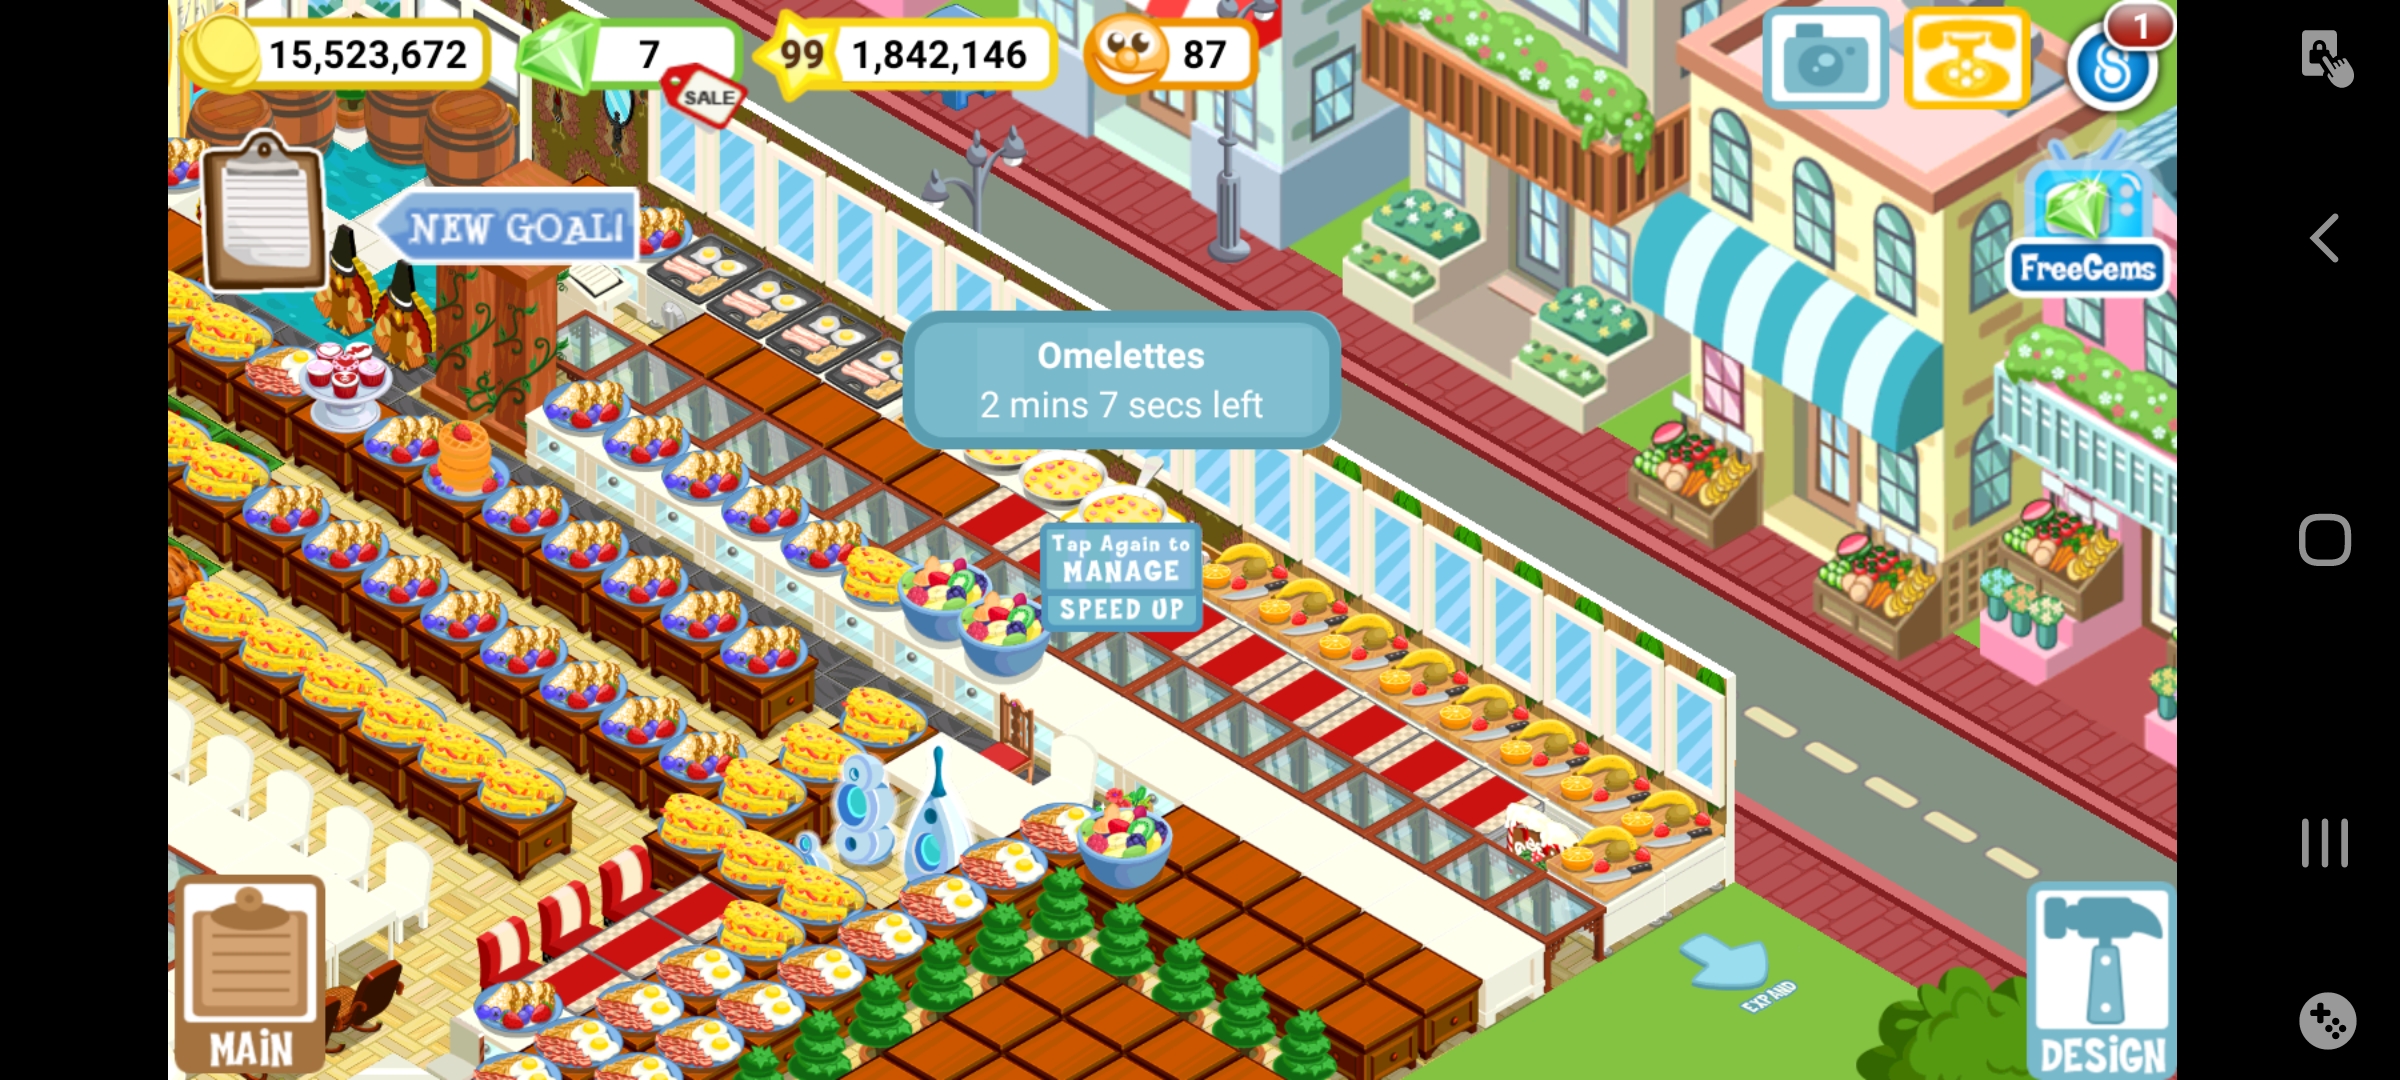 15,523,672
7
SALE
99
1,842,146
87
1
NEW GOAL!
FreeGems
Omelettes
2 mins 7 secs left
Tap Again to
MANAGE
SPEED UP
EXPAND
MAIN
DESIGN